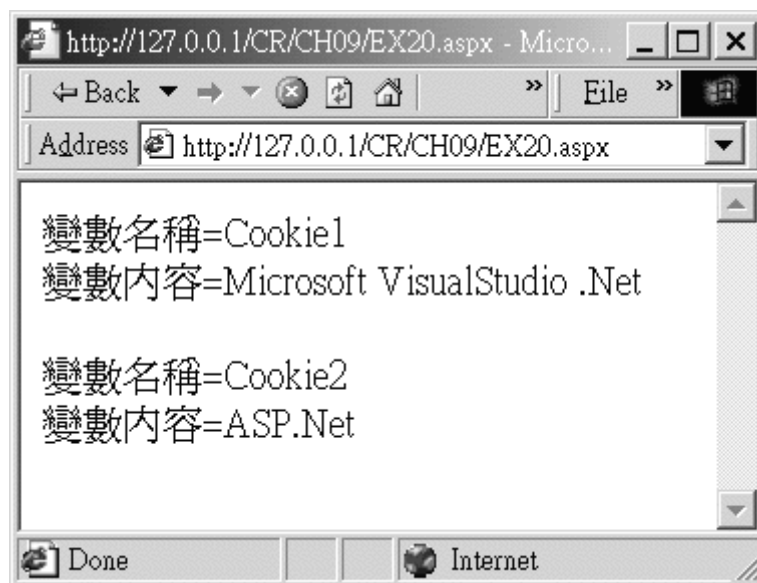 http://127.0.0.1/CR/CH09/EX20.aspx - Micro...
Back » File »
Address http://127.0.0.1/CR/CH09/EX20.aspx
變數名稱=Cookie1
變數內容=Microsoft VisualStudio .Net
變數名稱=Cookie2
變數內容=ASP.Net
Done Internet